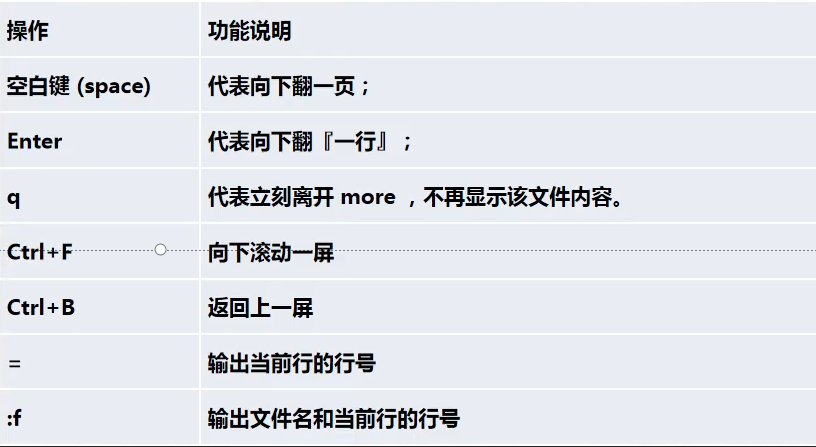 操作 功能说明
空白键 (space) 代表向下翻一页；
Enter 代表向下翻『一行』；
q 代表立刻离开 more ，不再显示该文件内容。
Ctrl+F 向下滚动一屏
Ctrl+B 返回上一屏
= 输出当前行的行号
:f 输出文件名和当前行的行号